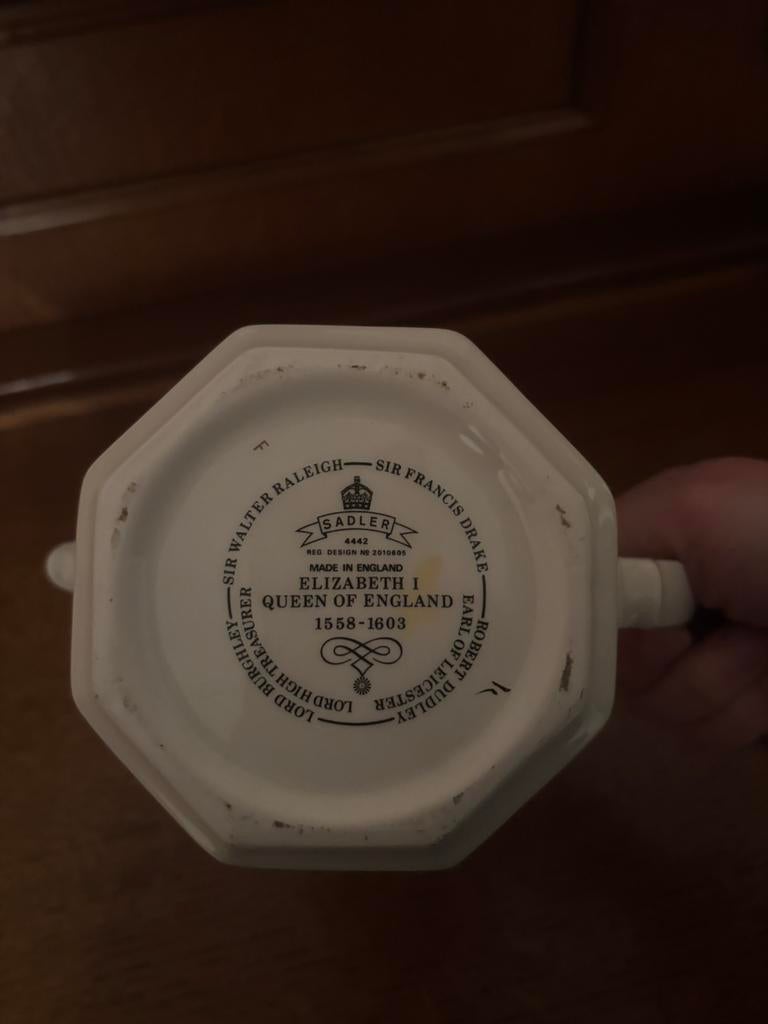 SIR WALTER RALEIGH — SIR FRANCIS DRAKE —
ROBERT DUDLEY
EARL OF LEICESTER
LORD BURGHLEY
LORD HIGH TREASURER
SADLER
4442
REG. DESIGN Nº 2010605
MADE IN ENGLAND
ELIZABETH I
QUEEN OF ENGLAND
1558-1603
F